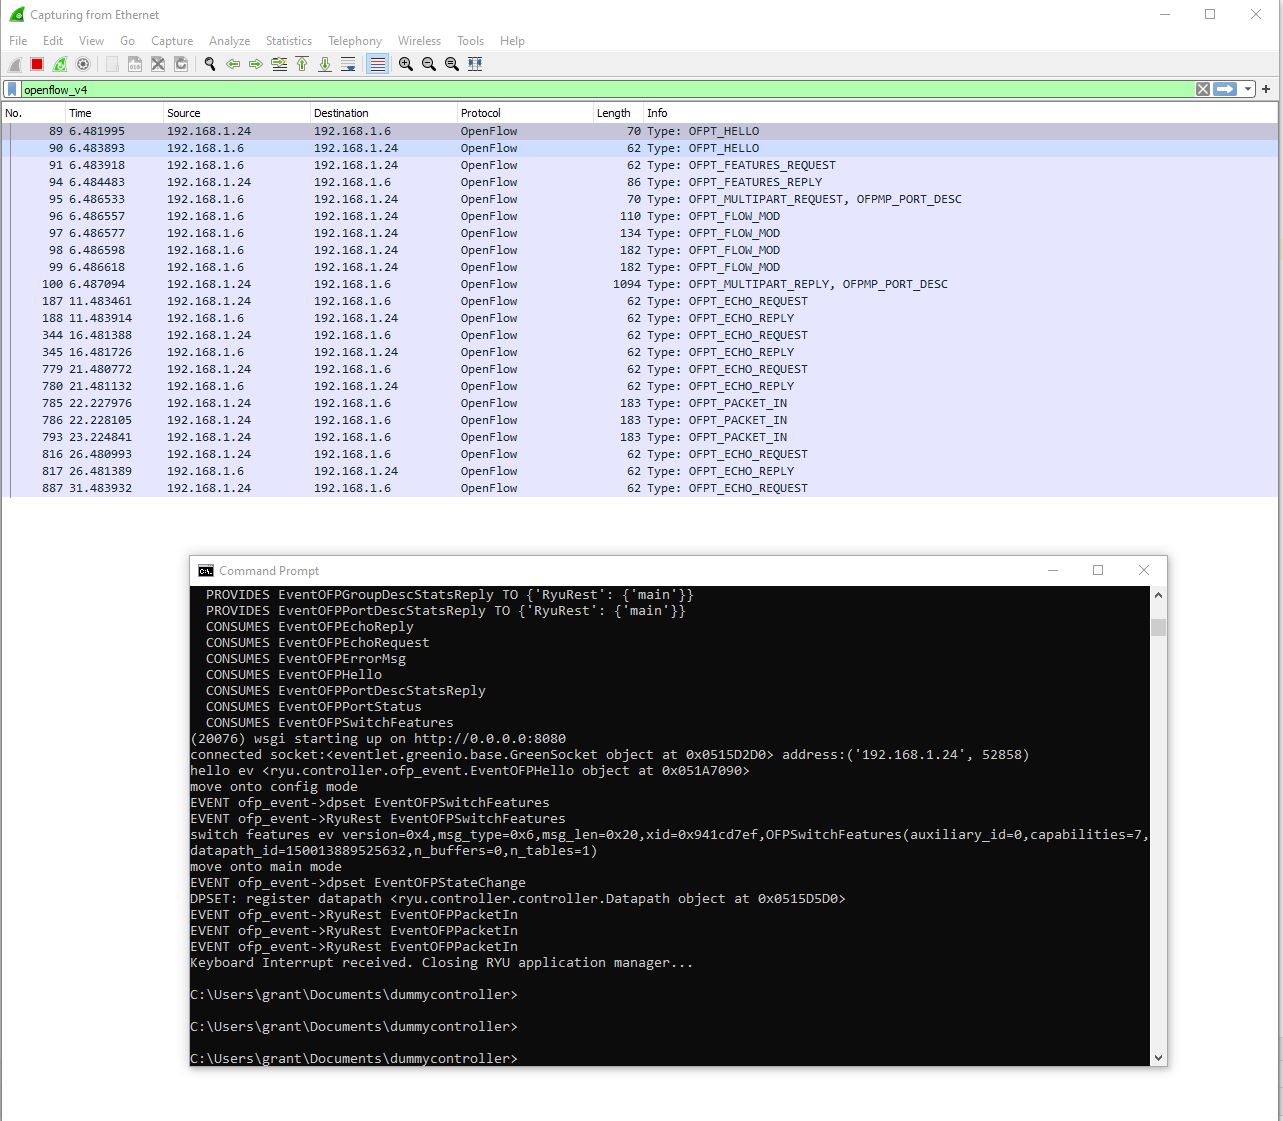 Capturing from Ethernet
File Edit View Go Capture Analyze Statistics Telephony Wireless Tools Help
openflow_v4
No. Time Source Destination Protocol Length Info
89 6.481995 192.168.1.24 192.168.1.6 OpenFlow 70 Type: OFPT_HELLO
90 6.483893 192.168.1.6 192.168.1.24 OpenFlow 62 Type: OFPT_HELLO
91 6.483918 192.168.1.6 192.168.1.24 OpenFlow 62 Type: OFPT_FEATURES_REQUEST
94 6.484483 192.168.1.24 192.168.1.6 OpenFlow 86 Type: OFPT_FEATURES_REPLY
95 6.486533 192.168.1.6 192.168.1.24 OpenFlow 70 Type: OFPT_MULTIPART_REQUEST, OFPMP_PORT_DESC
96 6.486557 192.168.1.6 192.168.1.24 OpenFlow 110 Type: OFPT_FLOW_MOD
97 6.486577 192.168.1.6 192.168.1.24 OpenFlow 134 Type: OFPT_FLOW_MOD
98 6.486598 192.168.1.6 192.168.1.24 OpenFlow 182 Type: OFPT_FLOW_MOD
99 6.486618 192.168.1.6 192.168.1.24 OpenFlow 182 Type: OFPT_FLOW_MOD
100 6.487094 192.168.1.24 192.168.1.6 OpenFlow 1094 Type: OFPT_MULTIPART_REPLY, OFPMP_PORT_DESC
187 11.483461 192.168.1.24 192.168.1.6 OpenFlow 62 Type: OFPT_ECHO_REQUEST
188 11.483914 192.168.1.6 192.168.1.24 OpenFlow 62 Type: OFPT_ECHO_REPLY
344 16.481388 192.168.1.24 192.168.1.6 OpenFlow 62 Type: OFPT_ECHO_REQUEST
345 16.481726 192.168.1.6 192.168.1.24 OpenFlow 62 Type: OFPT_ECHO_REPLY
779 21.480772 192.168.1.24 192.168.1.6 OpenFlow 62 Type: OFPT_ECHO_REQUEST
780 21.481132 192.168.1.6 192.168.1.24 OpenFlow 62 Type: OFPT_ECHO_REPLY
785 22.227976 192.168.1.24 192.168.1.6 OpenFlow 183 Type: OFPT_PACKET_IN
786 22.228105 192.168.1.24 192.168.1.6 OpenFlow 183 Type: OFPT_PACKET_IN
793 23.224841 192.168.1.24 192.168.1.6 OpenFlow 183 Type: OFPT_PACKET_IN
816 26.480993 192.168.1.24 192.168.1.6 OpenFlow 62 Type: OFPT_ECHO_REQUEST
817 26.481389 192.168.1.6 192.168.1.24 OpenFlow 62 Type: OFPT_ECHO_REPLY
887 31.483932 192.168.1.24 192.168.1.6 OpenFlow 62 Type: OFPT_ECHO_REQUEST
Command Prompt
PROVIDES EventOFPGroupDescStatsReply TO {'RyuRest': {'main'}}
PROVIDES EventOFPPortDescStatsReply TO {'RyuRest': {'main'}}
CONSUMES EventOFPEchoReply
CONSUMES EventOFPEchoRequest
CONSUMES EventOFPErrorMsg
CONSUMES EventOFPHello
CONSUMES EventOFPPortDescStatsReply
CONSUMES EventOFPPortStatus
CONSUMES EventOFPSwitchFeatures
(20076) wsgi starting up on http://0.0.0.0:8080
connected socket:<eventlet.greenio.base.GreenSocket object at 0x0515D2D0> address:('192.168.1.24', 52858)
hello ev <ryu.controller.ofp_event.EventOFPHello object at 0x051A7090>
move onto config mode
EVENT ofp_event->dpset EventOFPSwitchFeatures
EVENT ofp_event->RyuRest EventOFPSwitchFeatures
switch features ev version=0x4,msg_type=0x6,msg_len=0x20,xid=0x941cd7ef,OFPSwitchFeatures(auxiliary_id=0,capabilities=7,
datapath_id=150013889525632,n_buffers=0,n_tables=1)
move onto main mode
EVENT ofp_event->dpset EventOFPStateChange
DPSET: register datapath <ryu.controller.controller.Datapath object at 0x0515D5D0>
EVENT ofp_event->RyuRest EventOFPPacketIn
EVENT ofp_event->RyuRest EventOFPPacketIn
EVENT ofp_event->RyuRest EventOFPPacketIn
Keyboard Interrupt received. Closing RYU application manager...
C:\Users\grant\Documents\dummycontroller>
C:\Users\grant\Documents\dummycontroller>
C:\Users\grant\Documents\dummycontroller>